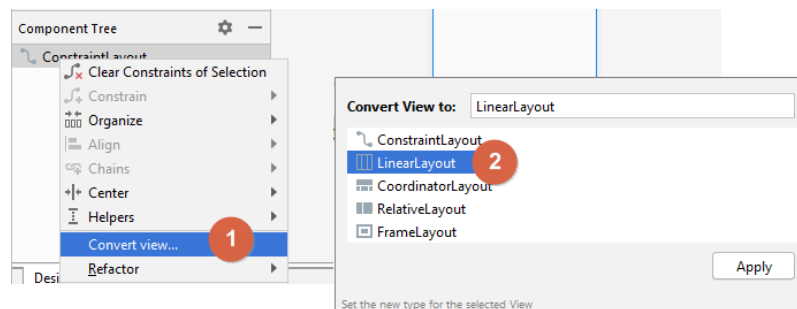 Component Tree
ConstraintLayout
Clear Constraints of Selection
Constrain
Organize
Align
Chains
Center
Helpers
Convert view...
1
Refactor
Desi
Convert View to:
LinearLayout
ConstraintLayout
LinearLayout
2
CoordinatorLayout
RelativeLayout
FrameLayout
Apply
Set the new type for the selected View